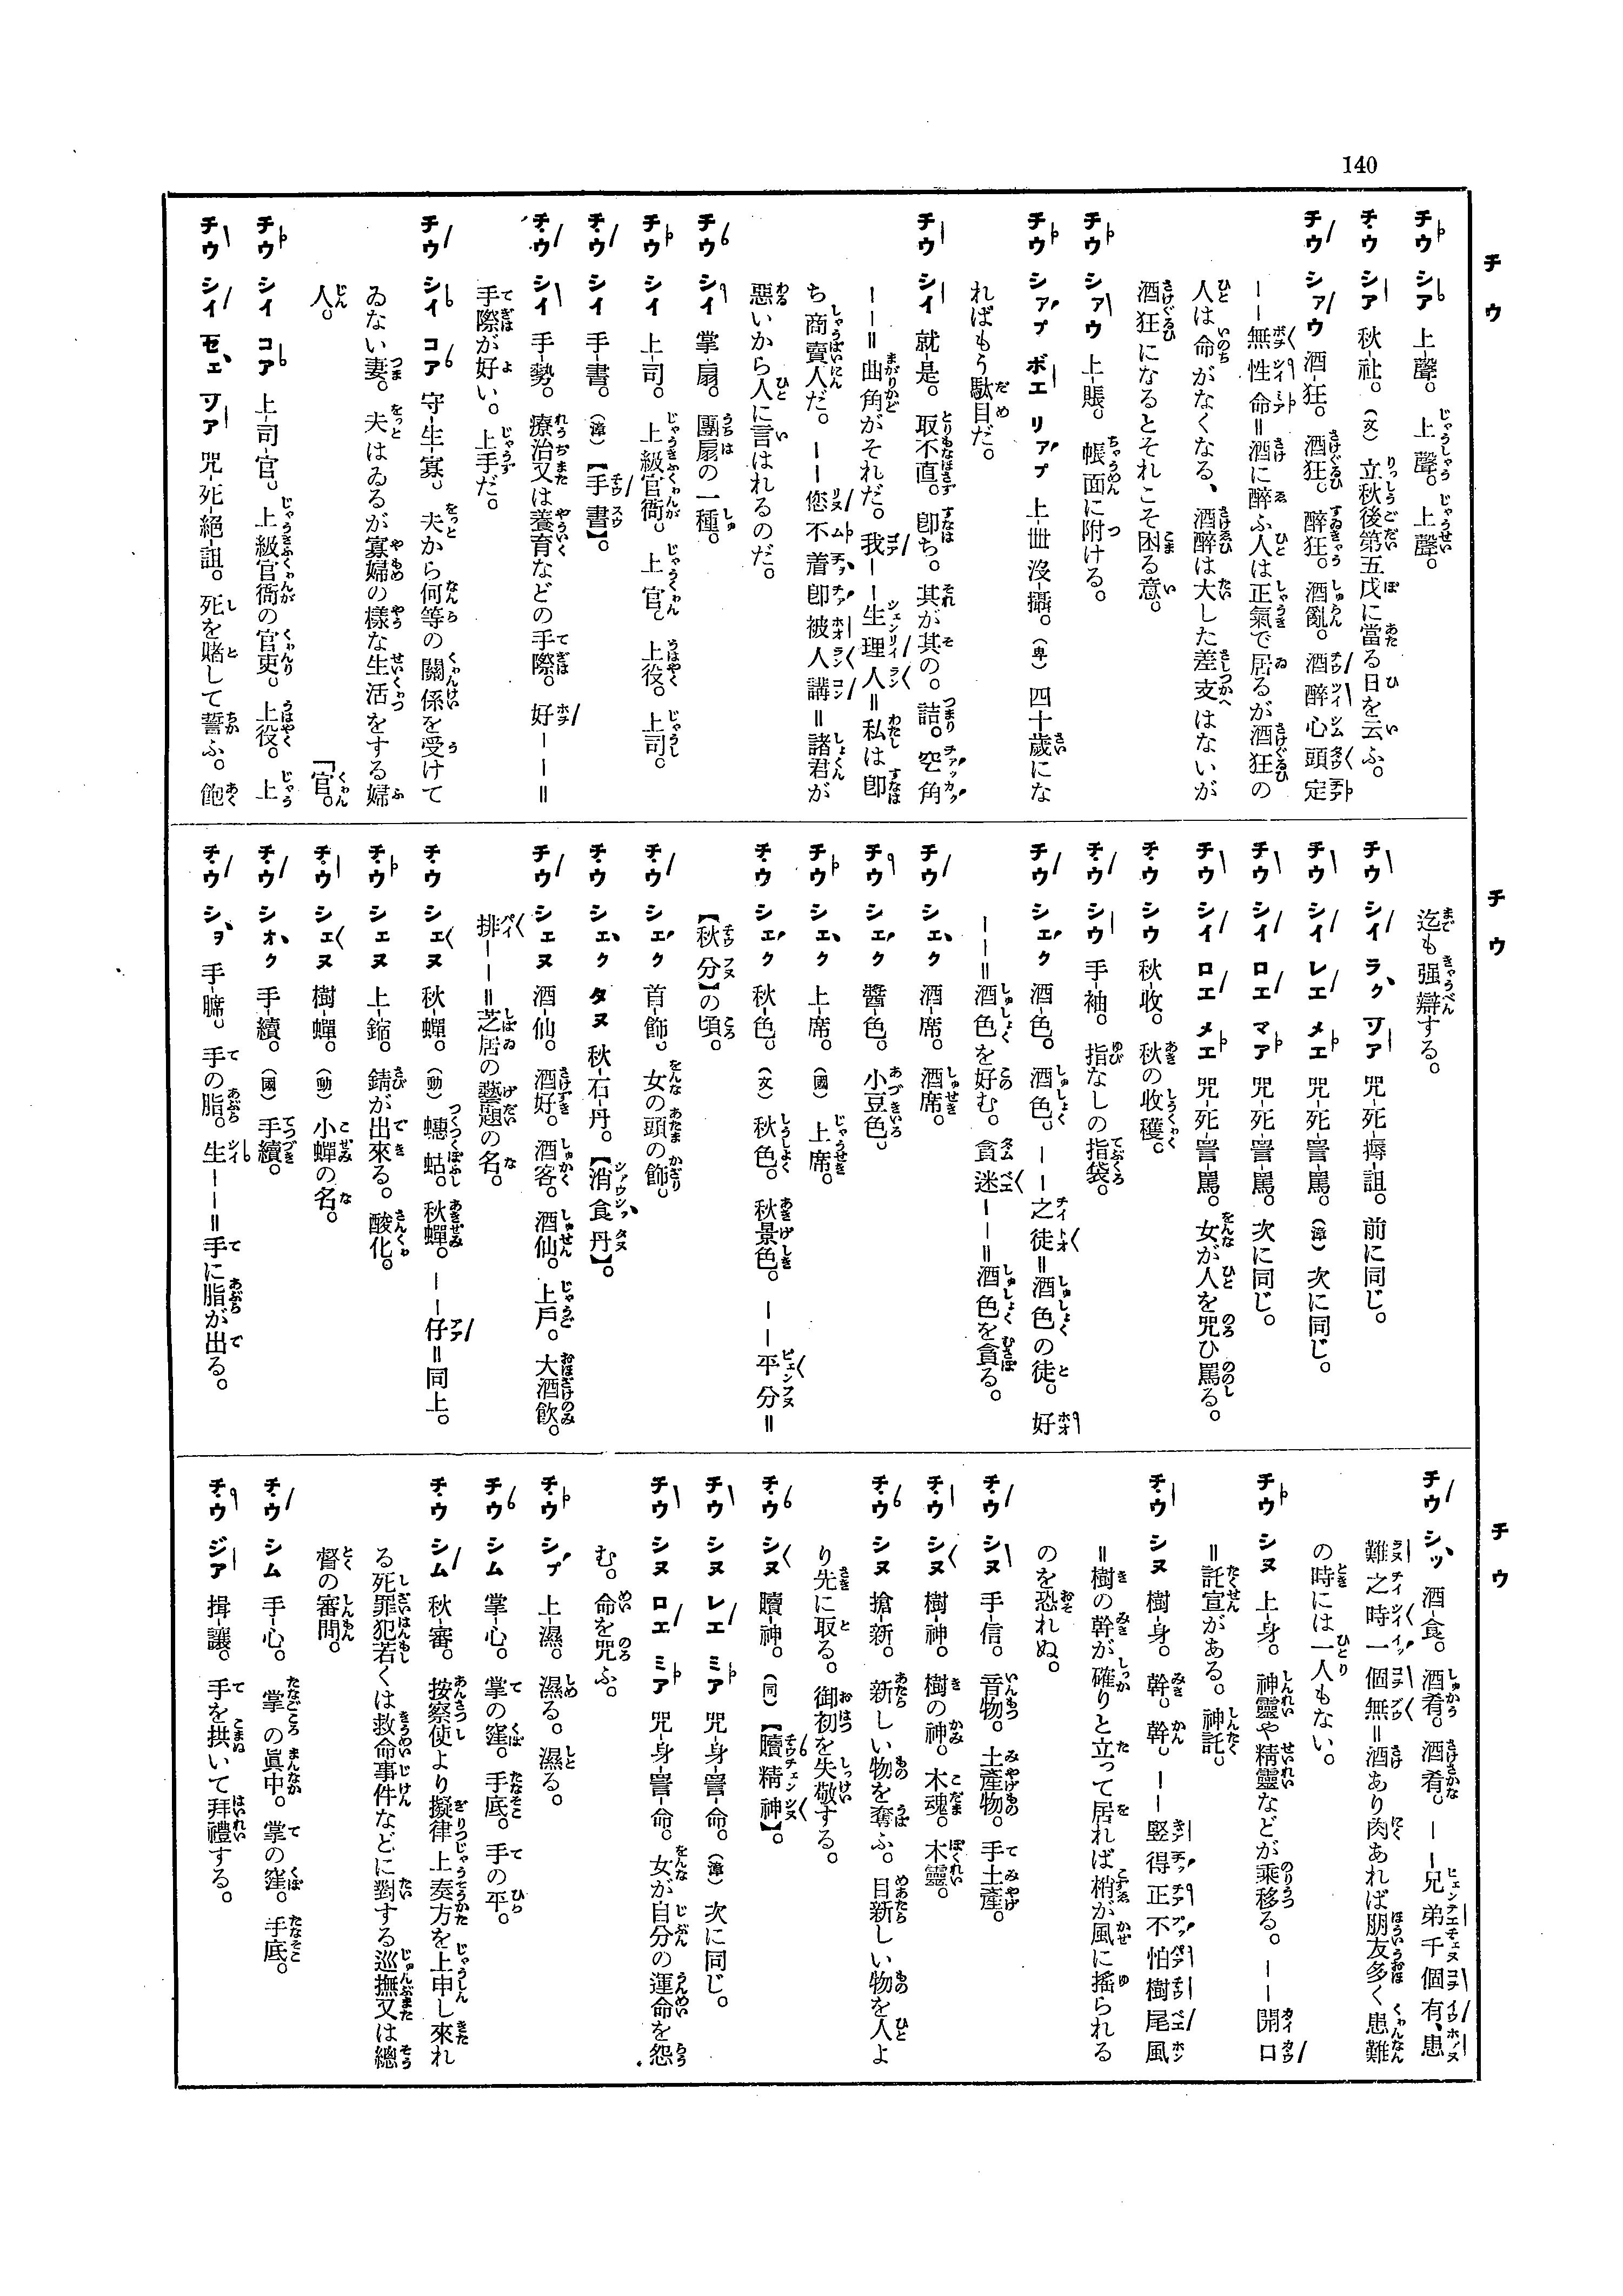 140
チウ
チウ シア 上-聲。上聲。上聲。
チウ シア 秋-社。（文）立秋後第五戊に當る日を云ふ。
チウ シアウ 酒-狂。酒狂。醉狂。酒亂。酒醉心頭定
——無性命＝酒に醉ふ人は正氣で居るが酒狂の
人は命がなくなる、酒醉は大した差支はないが
酒狂になるとそれこそ困る意。
チウ シアウ 上-賬。帳面に附ける。
チウ シアプ ボエ リアプ 上-卌-沒-攝。（卑）四十歲にな
ればもう駄目だ。
チウ シイ 就-是。取不直。卽ち。其が其の。詰。空角
——＝曲角がそれだ。我——生理人＝私は卽
ち商賣人だ。——您不着卽被人講＝諸君が
惡いから人に言はれるのだ。
チウ シイ 掌-扇。團扇の一種。
チウ シイ 上-司。上級官衙。上官。上役。上司。
チウ シイ 手-書。（漳）【手書】。
チウ シイ 手-勢。療治又は養育などの手際。好——＝
手際が好い。上手だ。
チウ シイ コア 守-生-寡。夫から何等の關係を受けて
ゐない妻。夫はゐるが寡婦の樣な生活をする婦
人。 「官。
チウ シイ コア 上-司-官。上級官衙の官吏。上役。上
チウ シイ モエ ツア 咒-死-絕-詛。死を賭して誓ふ。飽
チウ
迄も强辯する。
チウ シイ ラク ツア 咒-死-癆-詛。前に同じ。
チウ シイ レエ メエ 咒-死-詈-罵。（漳）次に同じ。
チウ シイ ロエ マア 咒-死-詈-罵。次に同じ。
チウ シイ ロエ メエ 咒-死-詈-罵。女が人を咒ひ罵る。
チウ シウ 秋-收。秋の收穫。
チウ シウ 手-袖。指なしの指袋。
チウ シエク 酒-色。酒色。——之徒＝酒色の徒。好
——＝酒色を好む。貪迷——＝酒色を貪る。
チウ シエク 酒-席。酒席。
チウ シエク 醬-色。小豆色。
チウ シエク 上-席。（國）上席。
チウ シエク 秋-色。（文）秋色。秋景色。——平分＝
【秋分】の頃。
チウ シエク 首-飾。女の頭の飾。
チウ シエク タヌ 秋-石-丹。【消食丹】。
チウ シエヌ 酒-仙。酒好。酒客。酒仙。上戶。大酒飮。
排——＝芝居の藝題の名。
チウ シエヌ 秋-蟬。（動）蟪蛄。秋蟬。——仔＝同上。
チウ シエヌ 上-鉎。錆が出來る。酸化。
チウ シエヌ 樹-蟬。（動）小蟬の名。
チウ シオク 手-續。（國）手續。
チウ シヲ 手-臊。手の脂。生——＝手に脂が出る。
チウ
チウ シツ 酒-食。酒肴。酒肴。——兄弟千個有、患
難之時一個無＝酒あり肉あれば朋友多く患難
の時には一人もない。
チウ シヌ 上-身。神靈や精靈などが乘移る。——開口
＝託宣がある。神託。
チウ シヌ 樹-身。幹。幹。——堅得正不怕樹尾風
＝樹の幹が確りと立つて居れば梢が風に搖られる
のを恐れぬ。
チウ シヌ 手-信。音物。土產物。手土產。
チウ シヌ 樹-神。樹の神。木魂。木靈。
チウ シヌ 搶-新。新しい物を奪ふ。目新しい物を人よ
り先に取る。御初を失敬する。
チウ シヌ 贖-神。（同）【贖精神】。
チウ シヌ レエ ミア 咒-身-詈-命。（漳）次に同じ。
チウ シヌ ロエ ミア 咒-身-詈-命。女が自分の運命を怨
む。命を咒ふ。
チウ シプ 上-濕。濕る。濕る。
チウ シム 掌-心。掌の窪。手底。手の平。
チウ シム 秋-審。按察使より擬律上奏方を上申し來れ
る死罪犯若くは救命事件などに對する巡撫又は總
督の審問。
チウ シム 手-心。掌の眞中。掌の窪。手底。
チウ ジア 揖-讓。手を拱いて拜禮する。